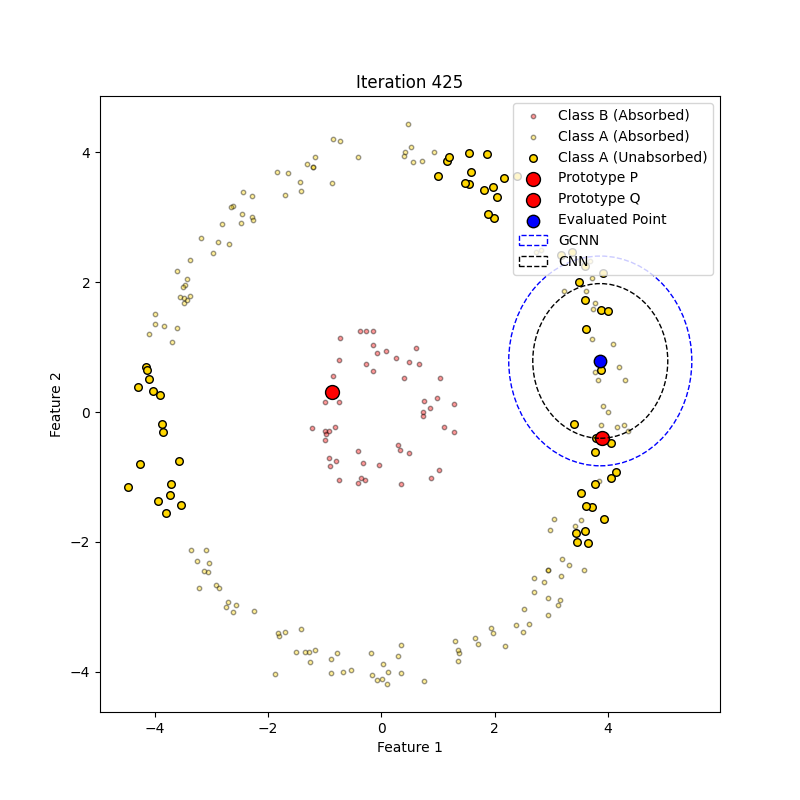 Iteration 425
Class B (Absorbed)
Class A (Absorbed)
Class A (Unabsorbed)
Prototype P
Prototype Q
Evaluated Point
GCNN
CNN
4
2
0
−2
−4
Feature 2
−4
−2
0
2
4
Feature 1